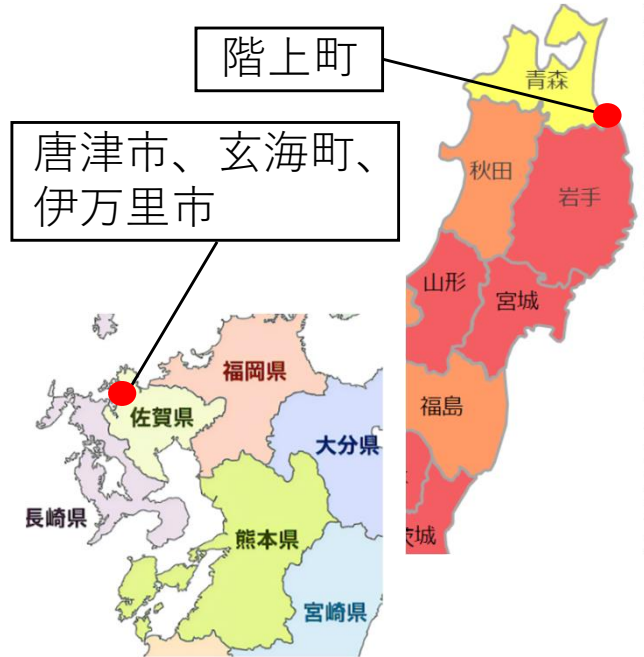 階上町
唐津市、玄海町、
伊万里市
青森
秋田
岩手
山形
宮城
福島
茨城
福岡県
佐賀県
大分県
長崎県
熊本県
宮崎県